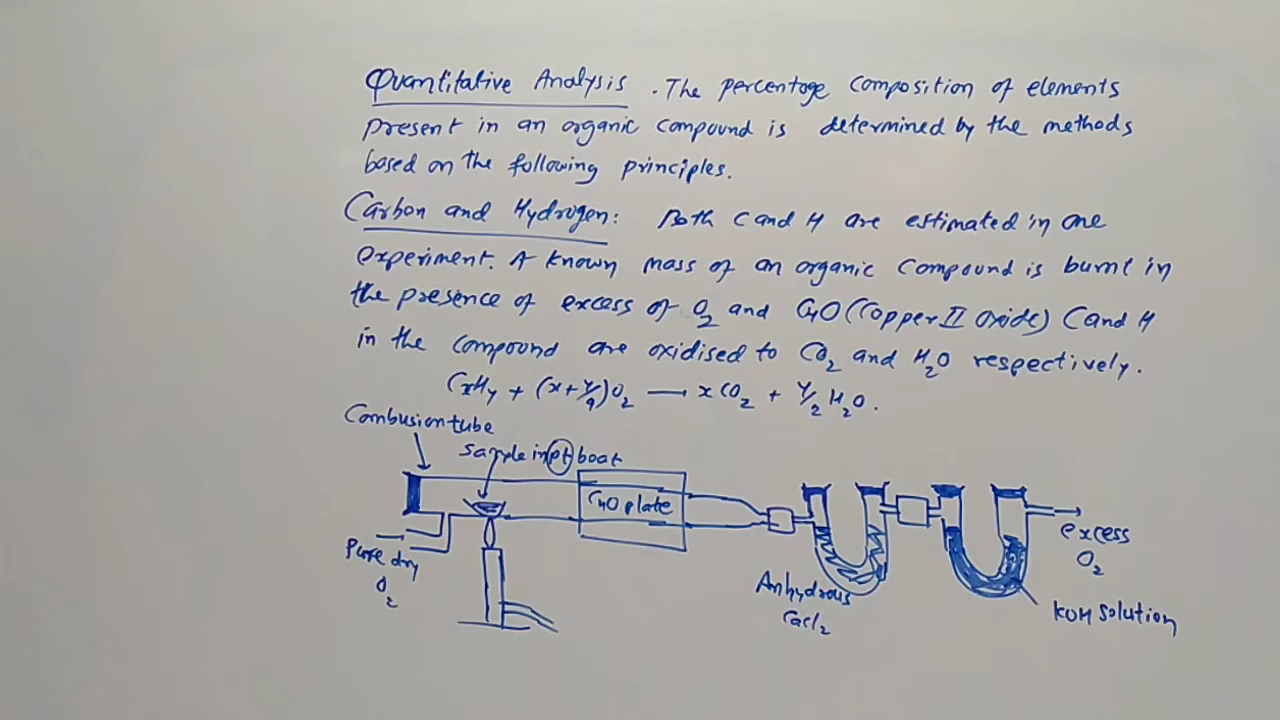 Quantitative Analysis . The percentage composition of elements
present in an organic compound is determined by the methods
based on the following principles.
Carbon and Hydrogen: Both C and H are estimated in one
experiment. A known mass of an organic compound is burnt in
the presence of excess of O2 and CuO (Copper II oxide) C and H
in the compound are oxidised to CO2 and H2O respectively.
CxHy + (x+y/4)O2 — xCO2 + y/2 H2O.
Combusion tube
sample in pt boat
CuO plate
excess
O2
Pure dry
O2
Anhydrous
CaCl2
KOH solution